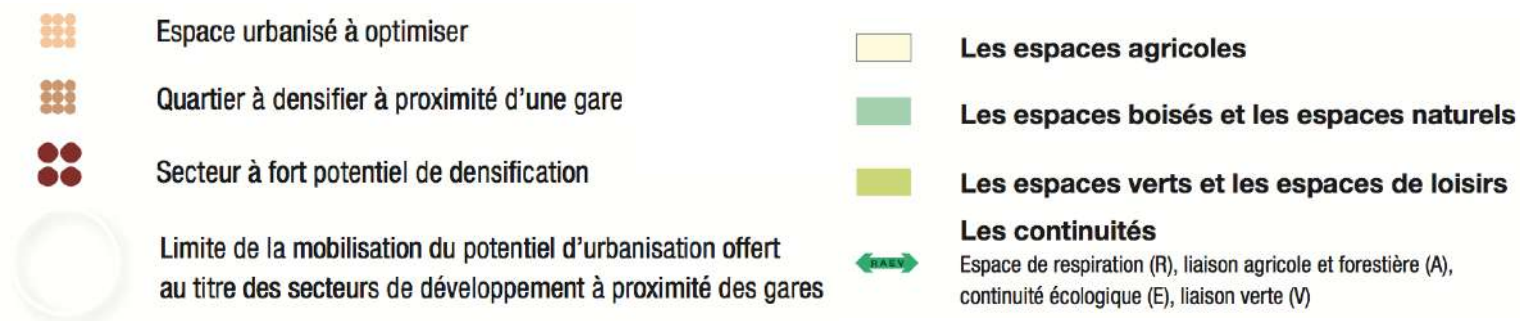 Espace urbanisé à optimiser
Quartier à densifier à proximité d'une gare
Secteur à fort potentiel de densification
Limite de la mobilisation du potentiel d'urbanisation offert
au titre des secteurs de développement à proximité des gares
Les espaces agricoles
Les espaces boisés et les espaces naturels
Les espaces verts et les espaces de loisirs
Les continuités
RAEV
Espace de respiration (R), liaison agricole et forestière (A),
continuité écologique (E), liaison verte (V)